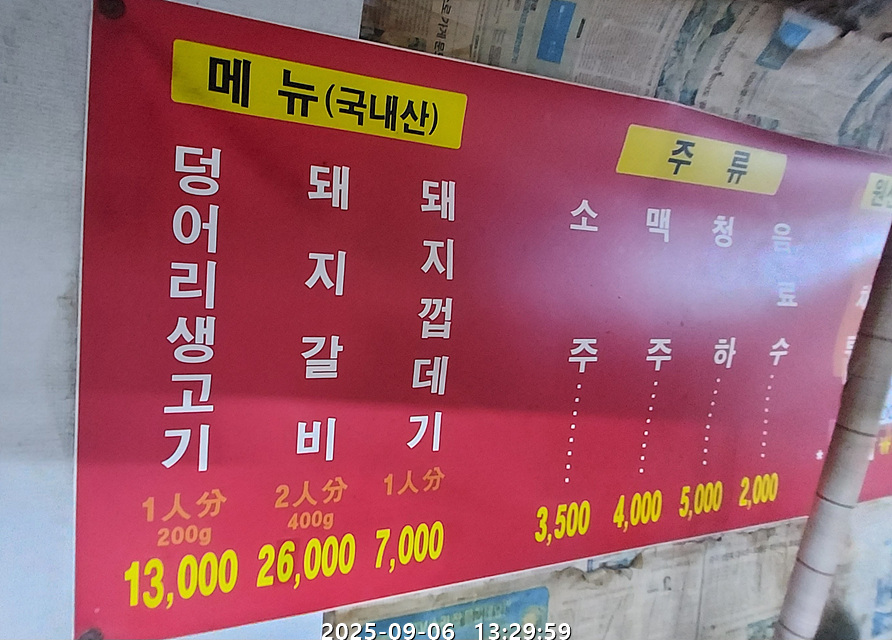 메뉴(국내산)
덩어리생고기
1人分
200g
13,000
돼지갈비
2人分
400g
26,000
돼지껍데기
1人分
7,000
주류
소주
3,500
맥주
4,000
청하
5,000
음료수
2,000
원
2025-09-06 13:29:59